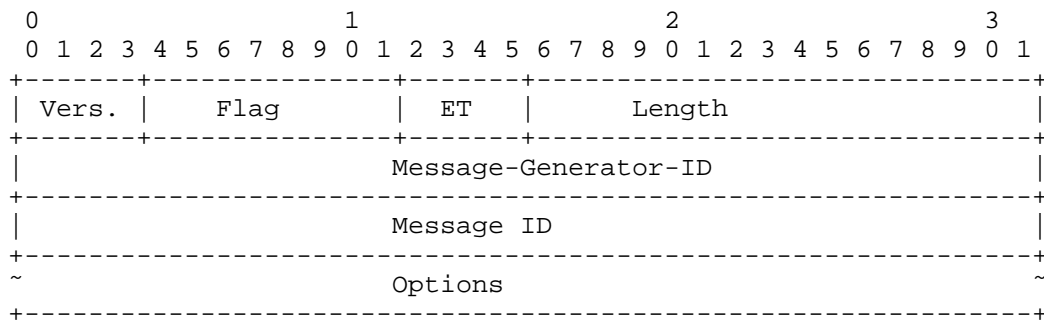 0                   1                   2                   3
 0 1 2 3 4 5 6 7 8 9 0 1 2 3 4 5 6 7 8 9 0 1 2 3 4 5 6 7 8 9 0 1
+-------+---------------+-------+-------------------------------+
| Vers. |    Flag       |  ET   |      Length                   |
+-------+---------------+-------+-------------------------------+
|                       Message-Generator-ID                    |
+---------------------------------------------------------------+
|                       Message ID                              |
+---------------------------------------------------------------+
~                       Options                                 ~
+---------------------------------------------------------------+